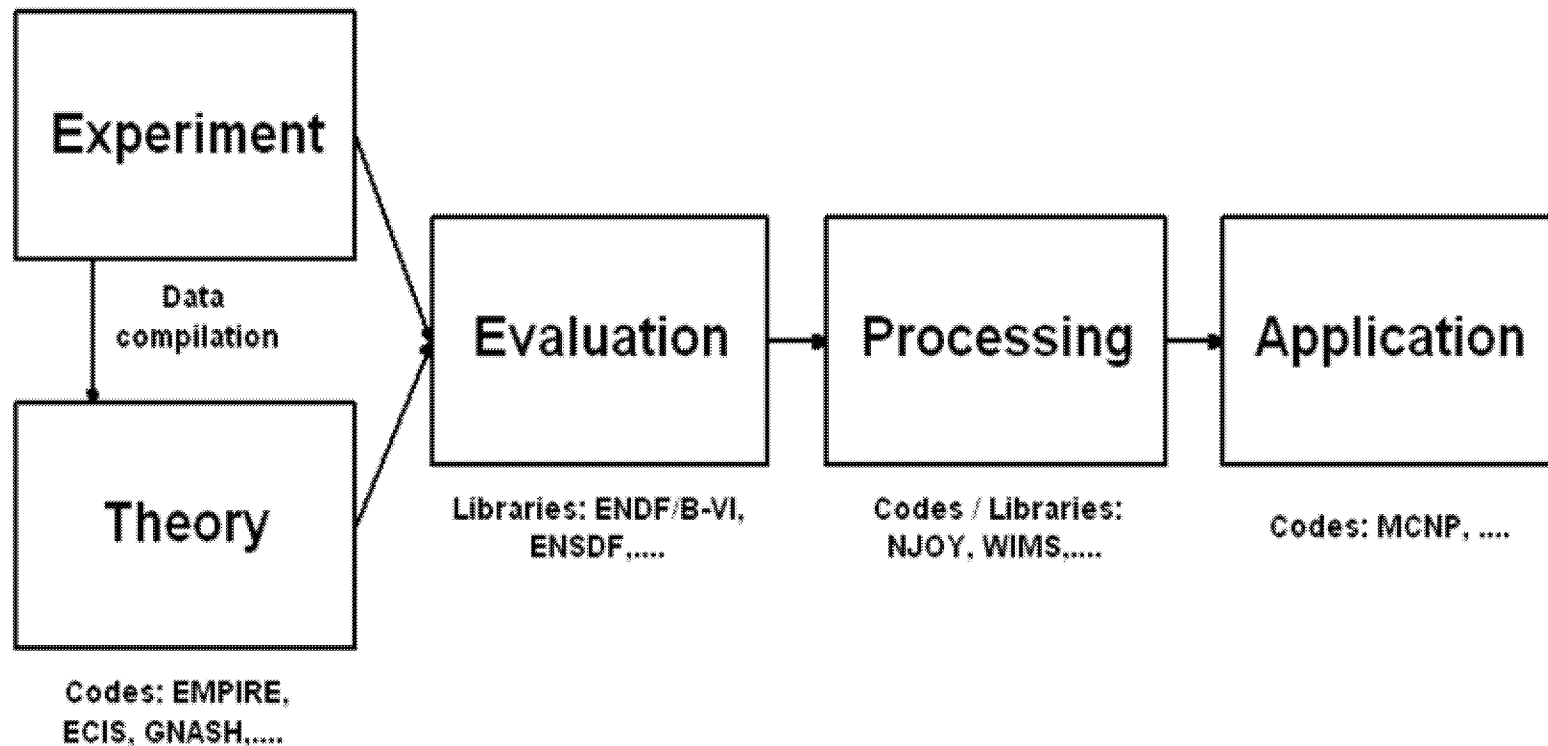 Experiment
Data
compilation
Theory
Codes: EMPIRE,
ECIS, GNASH,....
Evaluation
Libraries: ENDF/B-VI,
ENSDF,....
Processing
Codes / Libraries:
NJOY, WIMS,....
Application
Codes: MCNP, ....